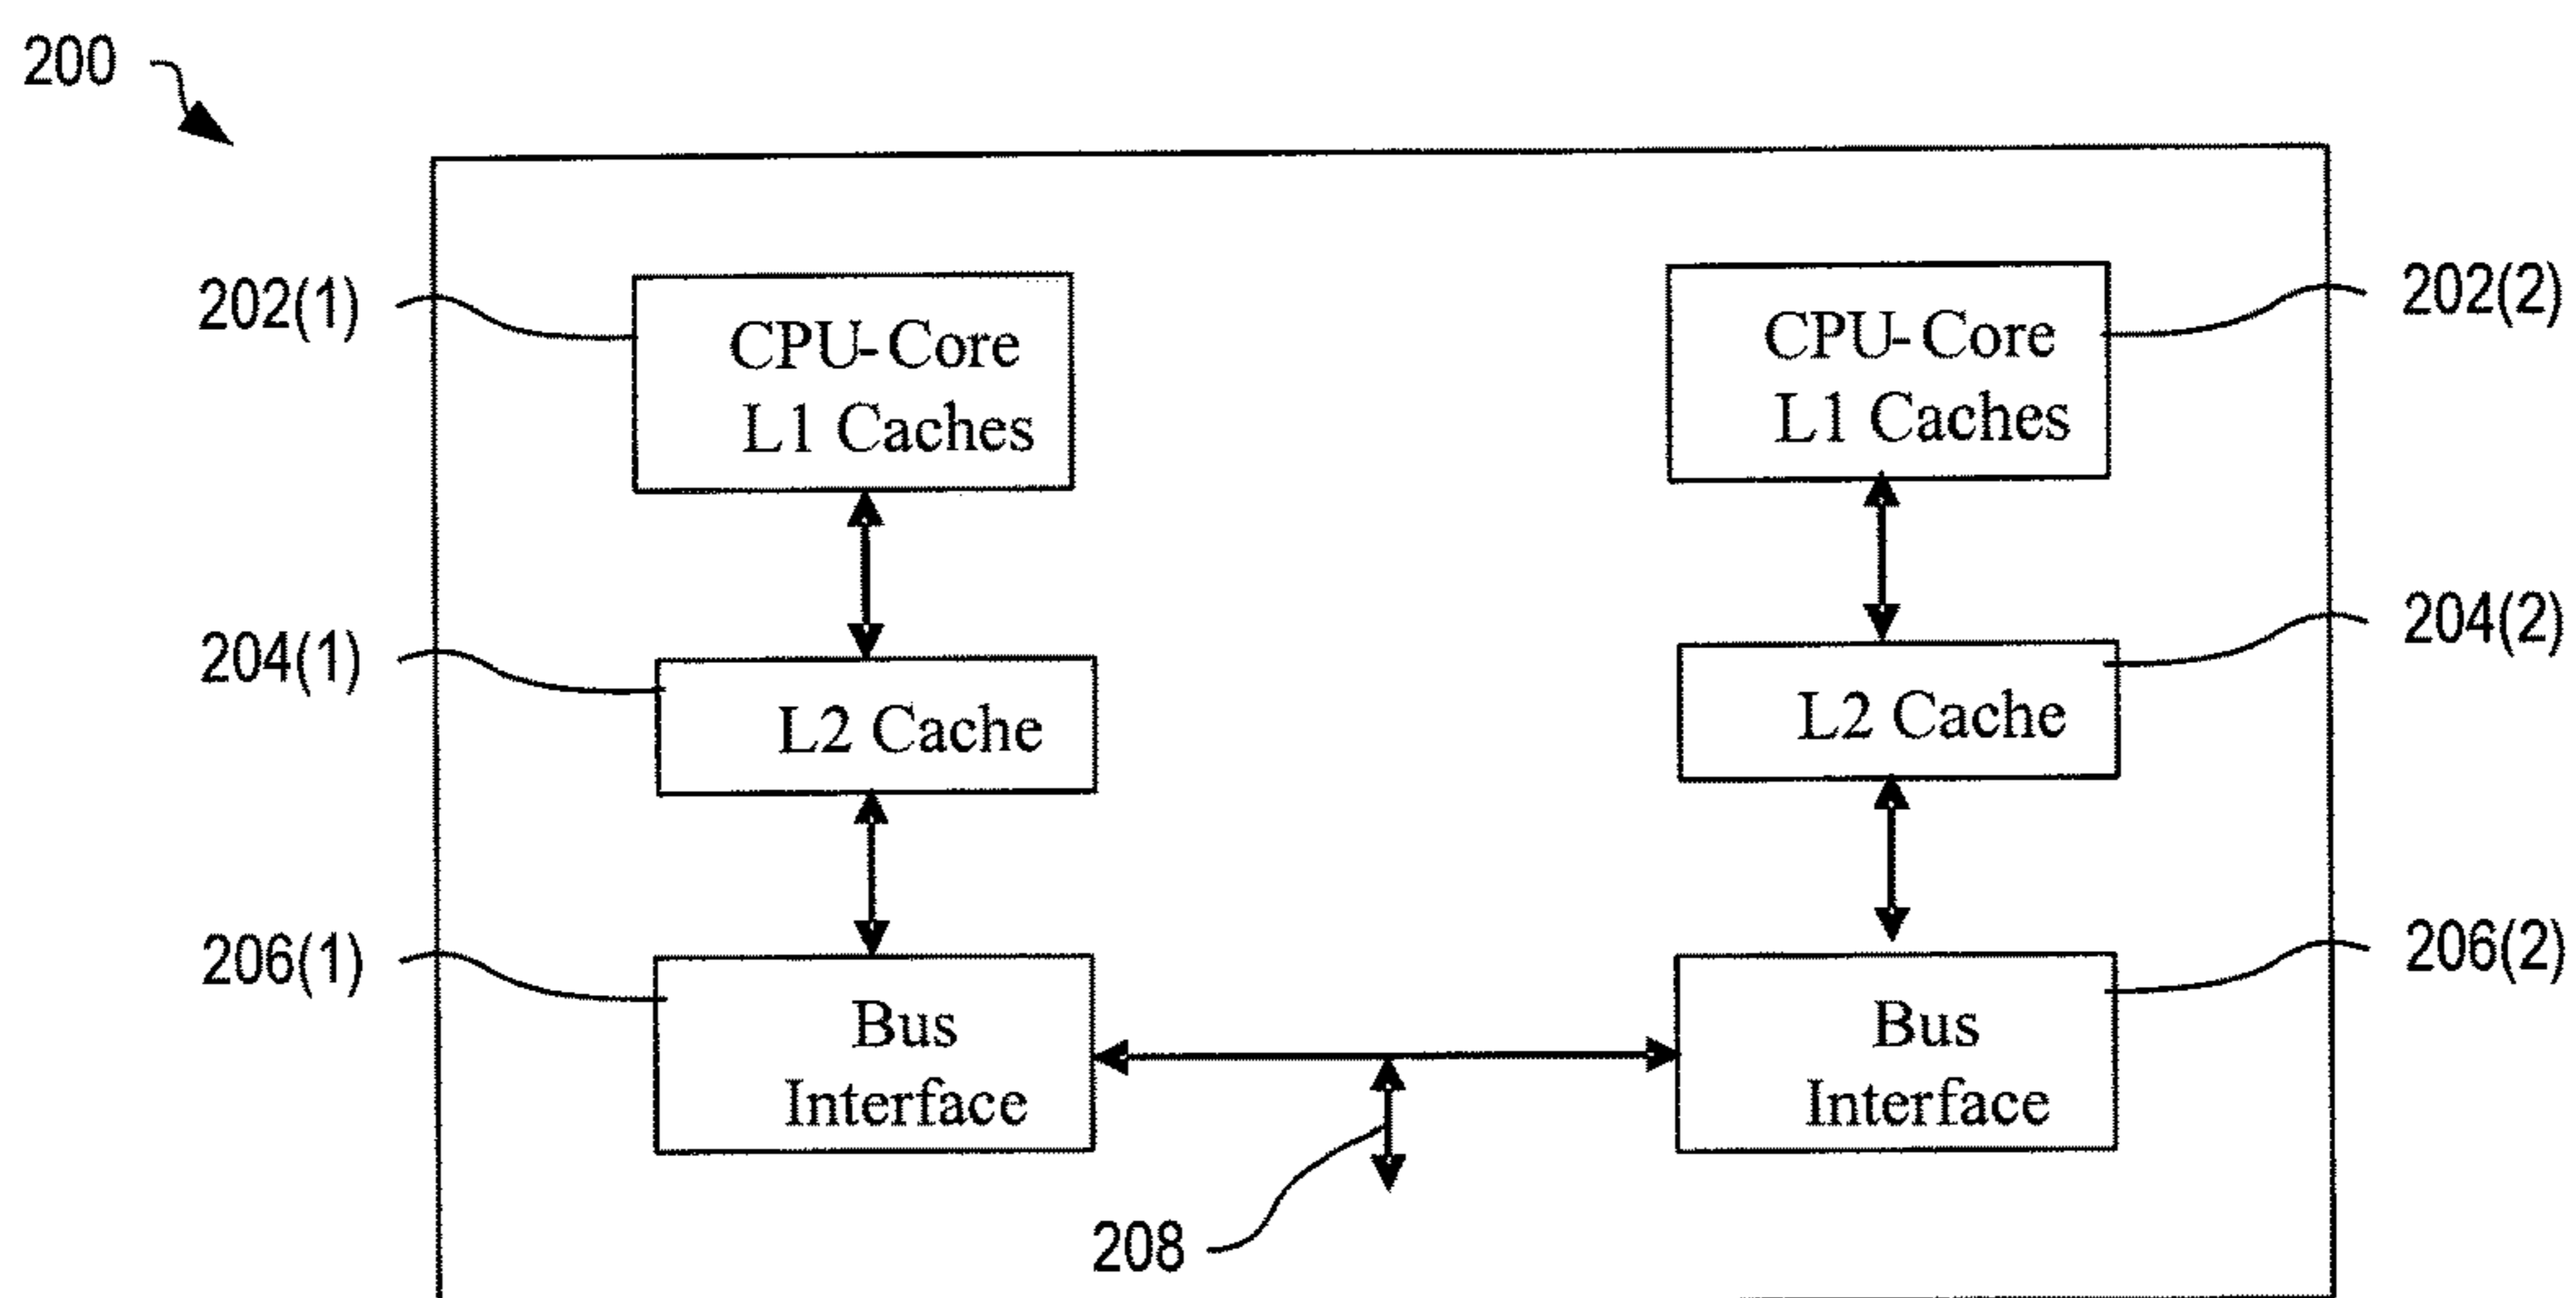 200
202(1)
CPU-Core
L1 Caches
CPU-Core
L1 Caches
202(2)
204(1)
L2 Cache
L2 Cache
204(2)
206(1)
Bus
Interface
Bus
Interface
206(2)
208